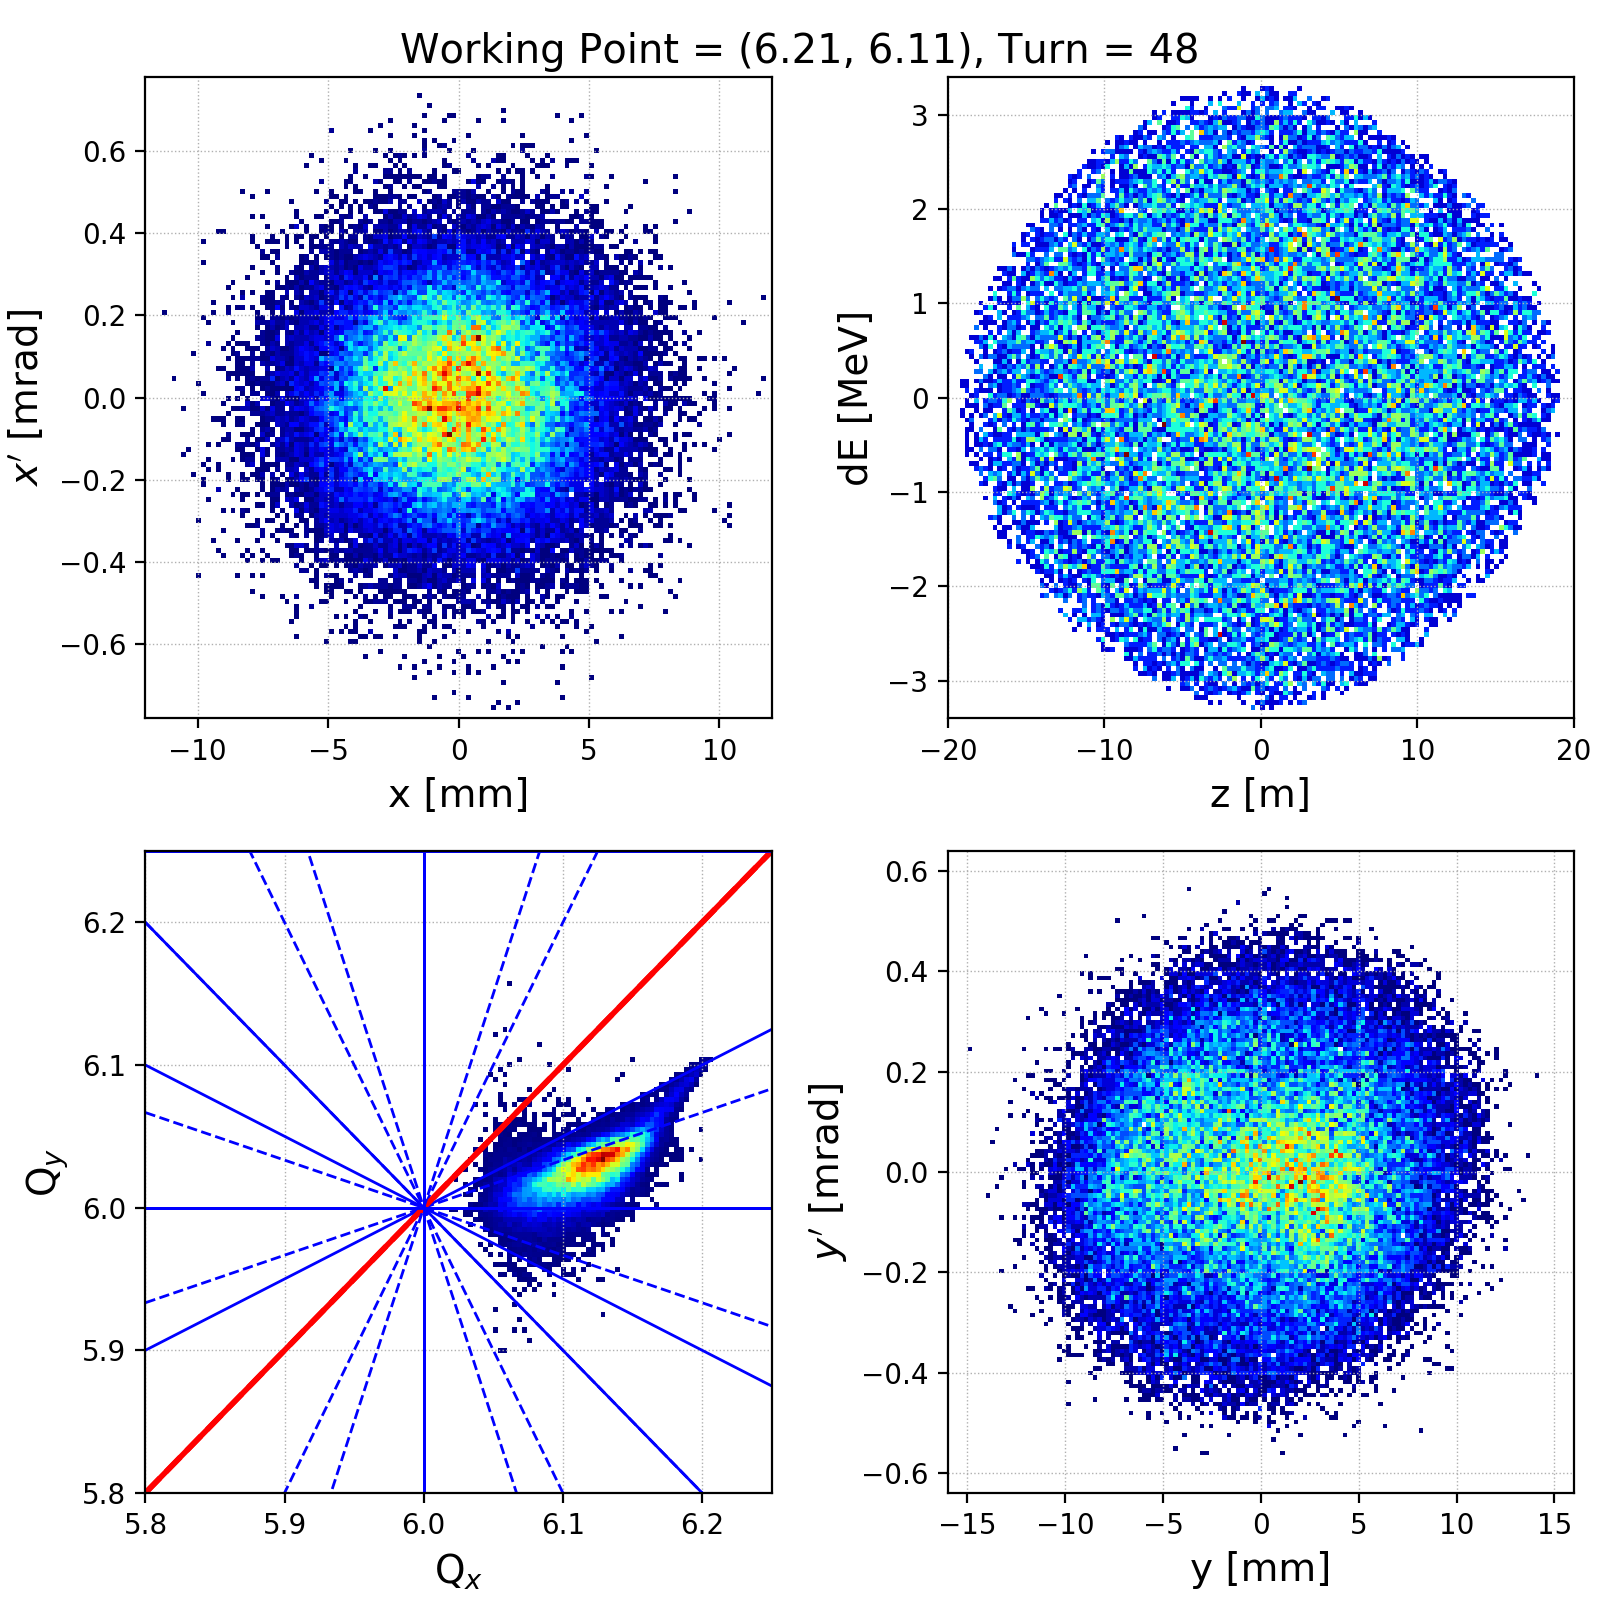 Working Point = (6.21, 6.11), Turn = 48
0.6
0.4
0.2
0.0
−0.2
−0.4
−0.6
x′ [mrad]
−10 −5 0 5 10
x [mm]
3
2
1
0
−1
−2
−3
dE [MeV]
−20 −10 0 10 20
z [m]
6.2
6.1
6.0
5.9
5.8
Qy
5.8 5.9 6.0 6.1 6.2
Qx
0.6
0.4
0.2
0.0
−0.2
−0.4
−0.6
y′ [mrad]
−15 −10 −5 0 5 10 15
y [mm]